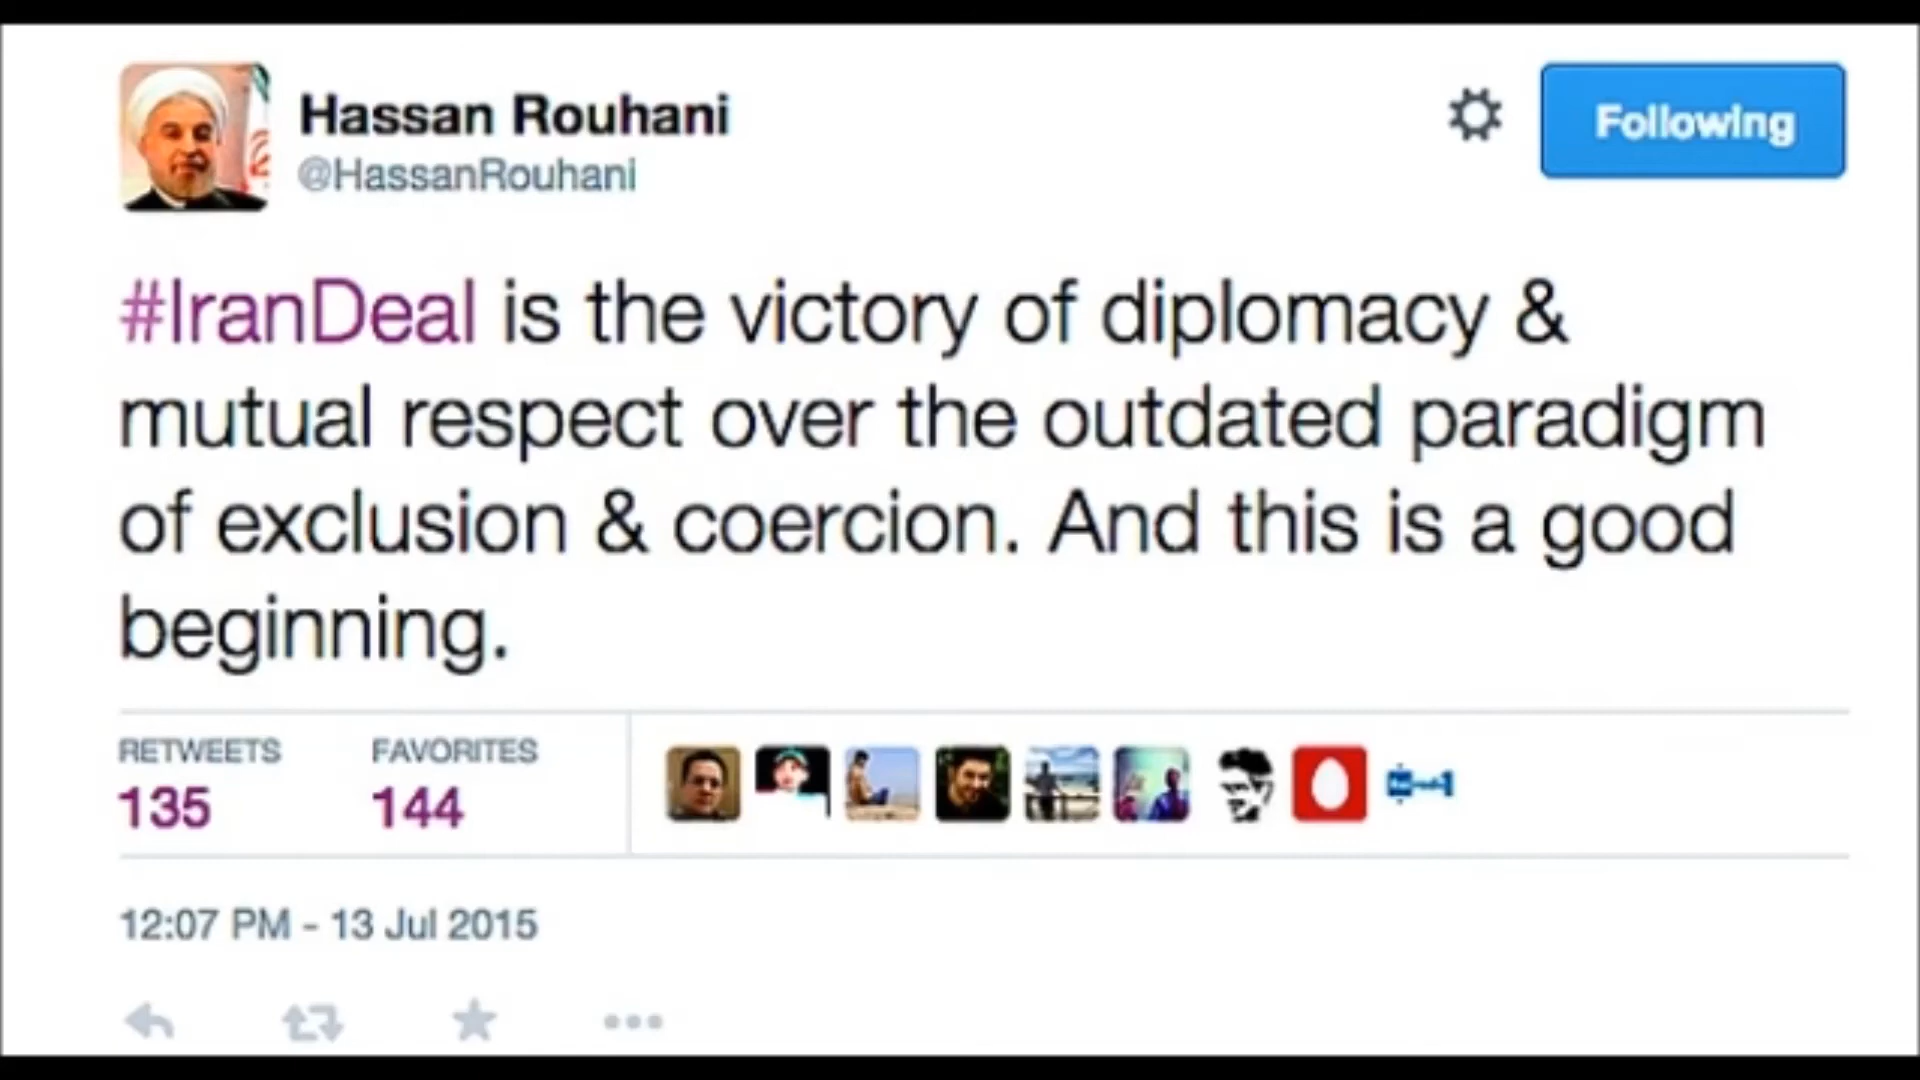 Hassan Rouhani
@HassanRouhani
Following
#IranDeal is the victory of diplomacy &
mutual respect over the outdated paradigm
of exclusion & coercion. And this is a good
beginning.
RETWEETS FAVORITES
135 144
12:07 PM - 13 Jul 2015